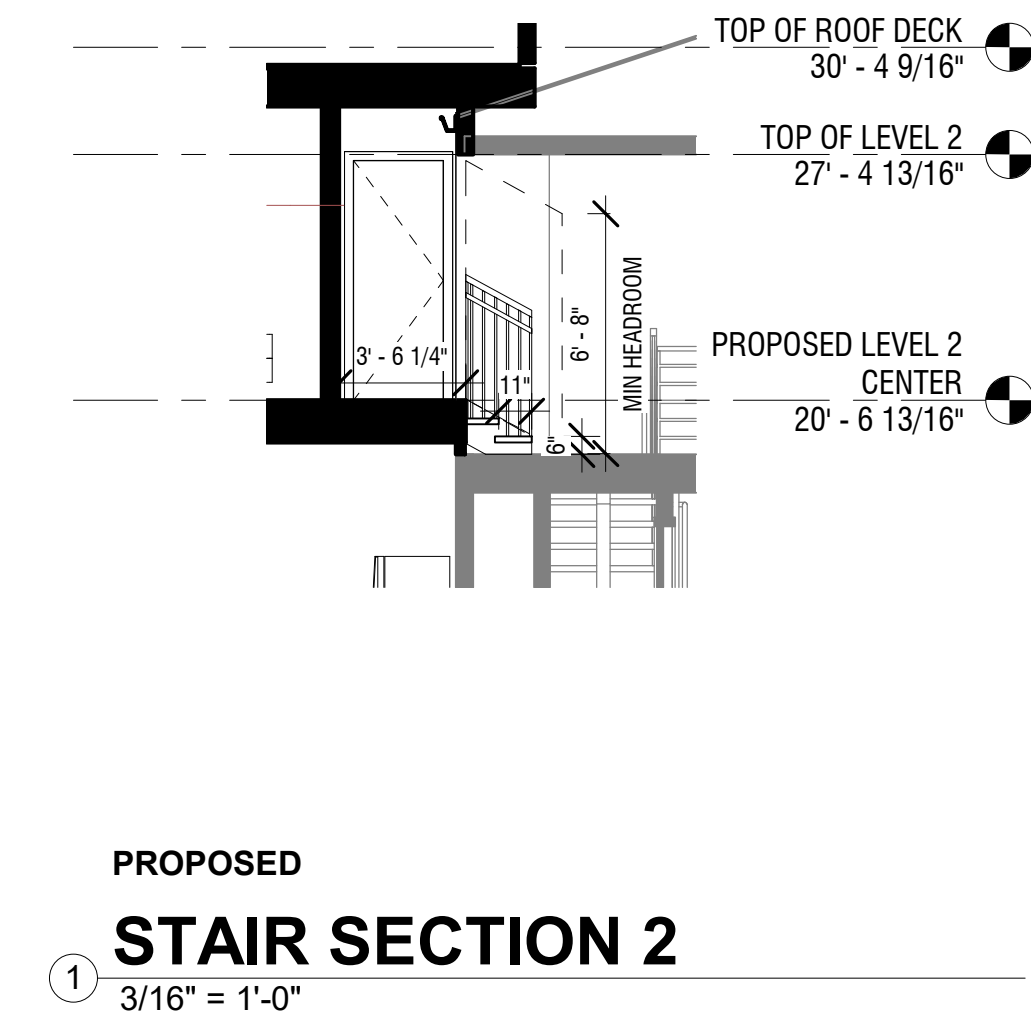 TOP OF ROOF DECK
30' - 4 9/16"
TOP OF LEVEL 2
27' - 4 13/16"
PROPOSED LEVEL 2
CENTER
20' - 6 13/16"
3' - 6 1/4"
11"
6"
6' - 8"
MIN HEADROOM
PROPOSED
STAIR SECTION 2
1
3/16" = 1'-0"